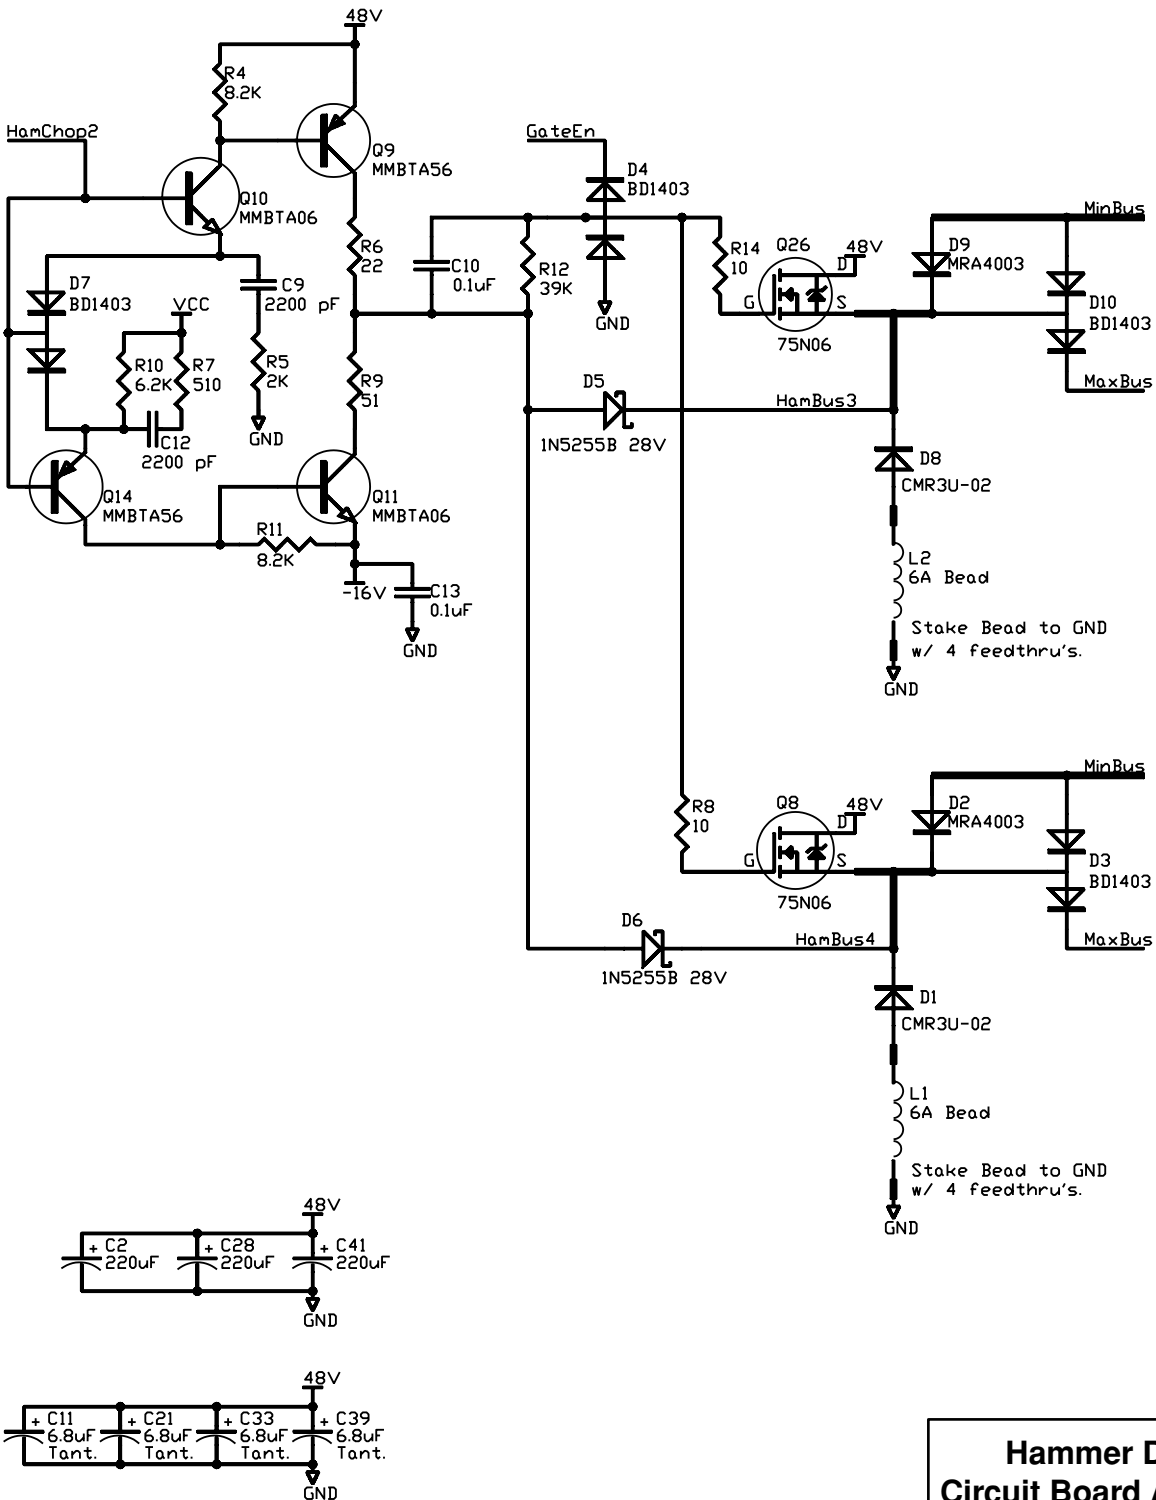 48V
R4
8.2K
HamChop2
Q9
MMBTA56
Q10
MMBTA06
GateEn
D4
BD1403
R6
22
C10
0.1uF
R12
39K
GND
R14
10
Q26
48V
D
G
S
75N06
MinBus
D9
MRA4003
D10
BD1403
MaxBus
D7
BD1403
C9
2200 pF
VCC
R10
6.2K
R7
510
R5
2K
GND
C12
2200 pF
R9
51
D5
1N5255B 28V
HamBus3
D8
CMR3U-02
Q14
MMBTA56
Q11
MMBTA06
R11
8.2K
-16V
C13
0.1uF
GND
L2
6A Bead
Stake Bead to GND
w/ 4 feedthru's.
GND
R8
10
Q8
48V
D
G
S
75N06
MinBus
D2
MRA4003
D3
BD1403
MaxBus
D6
1N5255B 28V
HamBus4
D1
CMR3U-02
L1
6A Bead
Stake Bead to GND
w/ 4 feedthru's.
GND
48V
+ C2
220uF
+ C28
220uF
+ C41
220uF
GND
48V
+ C11
6.8uF
Tant.
+ C21
6.8uF
Tant.
+ C33
6.8uF
Tant.
+ C39
6.8uF
Tant.
GND
Hammer D
Circuit Board A